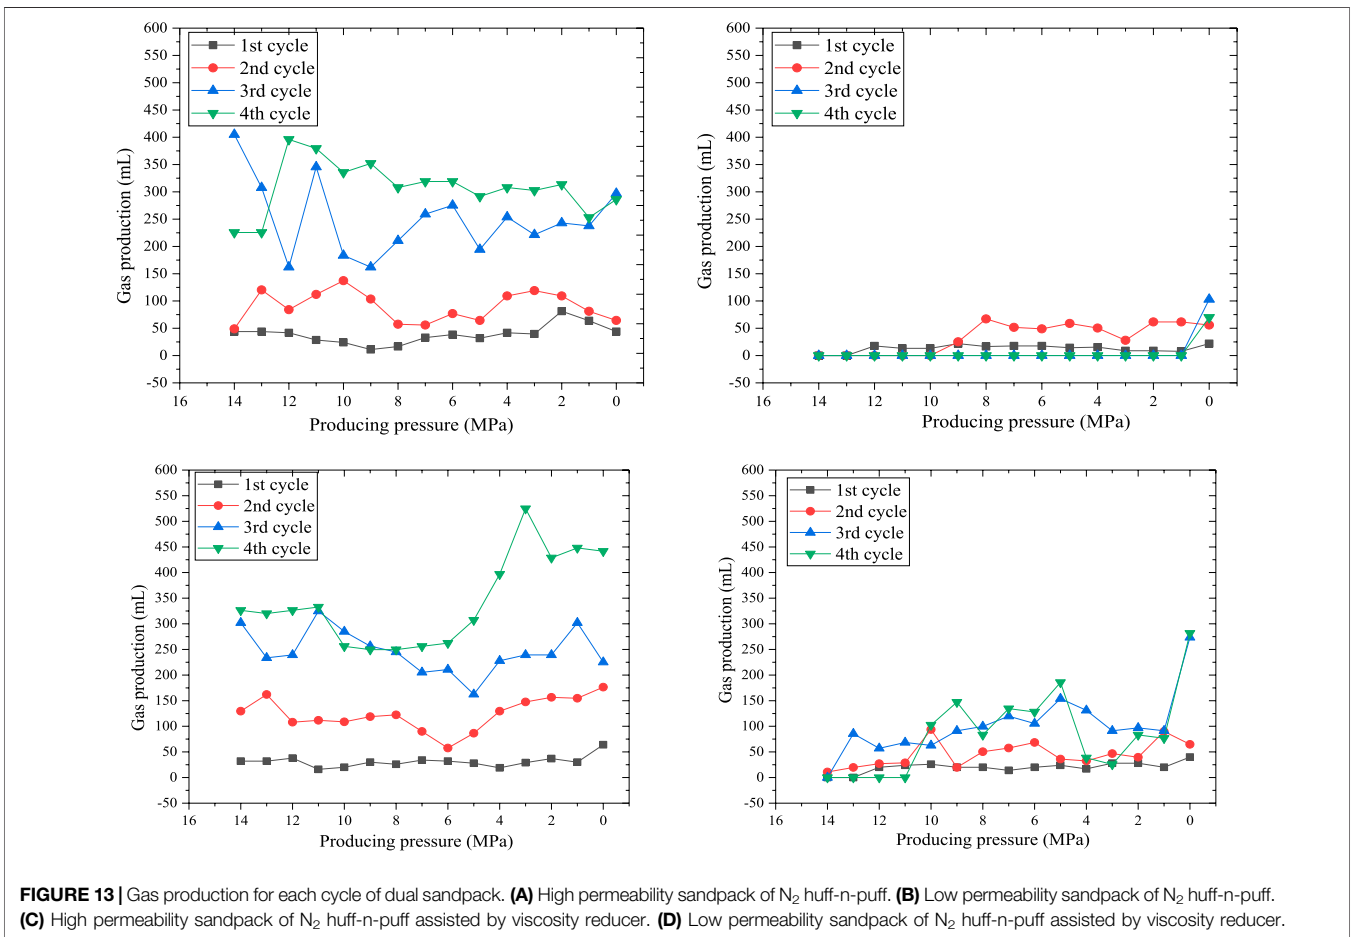 600
550
500
450
400
350
300
250
200
150
100
50
0
-50
16 14 12 10 8 6 4 2 0
Gas production (mL)
Producing pressure (MPa)
1st cycle
2nd cycle
3rd cycle
4th cycle
600
550
500
450
400
350
300
250
200
150
100
50
0
-50
16 14 12 10 8 6 4 2 0
Gas production (mL)
Producing pressure (MPa)
1st cycle
2nd cycle
3rd cycle
4th cycle
600
550
500
450
400
350
300
250
200
150
100
50
0
-50
16 14 12 10 8 6 4 2 0
Gas production (mL)
Producing pressure (MPa)
1st cycle
2nd cycle
3rd cycle
4th cycle
600
550
500
450
400
350
300
250
200
150
100
50
0
-50
16 14 12 10 8 6 4 2 0
Gas production (mL)
Producing pressure (MPa)
1st cycle
2nd cycle
3rd cycle
4th cycle
FIGURE 13 | Gas production for each cycle of dual sandpack. (A) High permeability sandpack of N₂ huff-n-puff. (B) Low permeability sandpack of N₂ huff-n-puff.
(C) High permeability sandpack of N₂ huff-n-puff assisted by viscosity reducer. (D) Low permeability sandpack of N₂ huff-n-puff assisted by viscosity reducer.